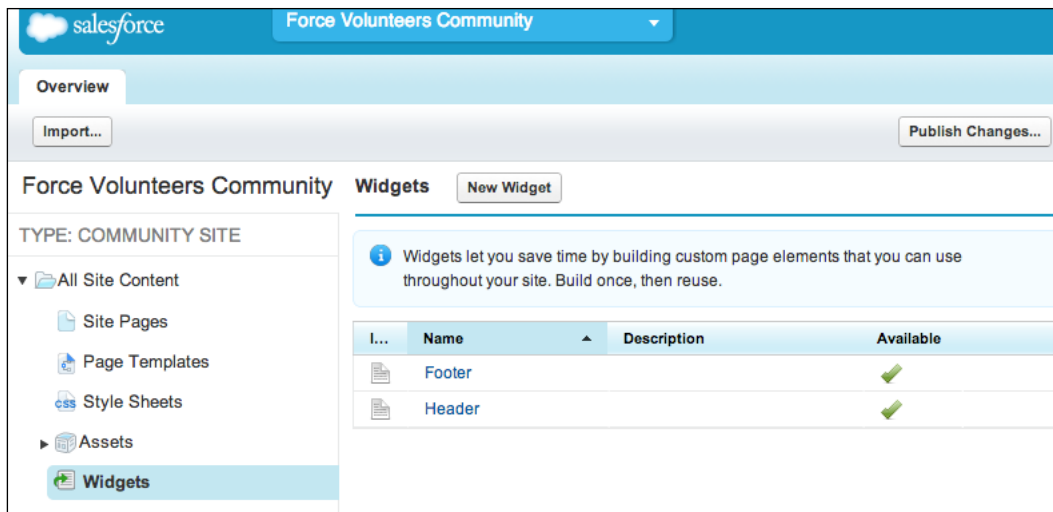 salesforce
Force Volunteers Community
Overview
Import...
Publish Changes...
Force Volunteers Community
Widgets
New Widget
TYPE: COMMUNITY SITE
Widgets let you save time by building custom page elements that you can use
throughout your site. Build once, then reuse.
All Site Content
Site Pages
Page Templates
css Style Sheets
Assets
Widgets
I... Name Description Available
Footer
Header